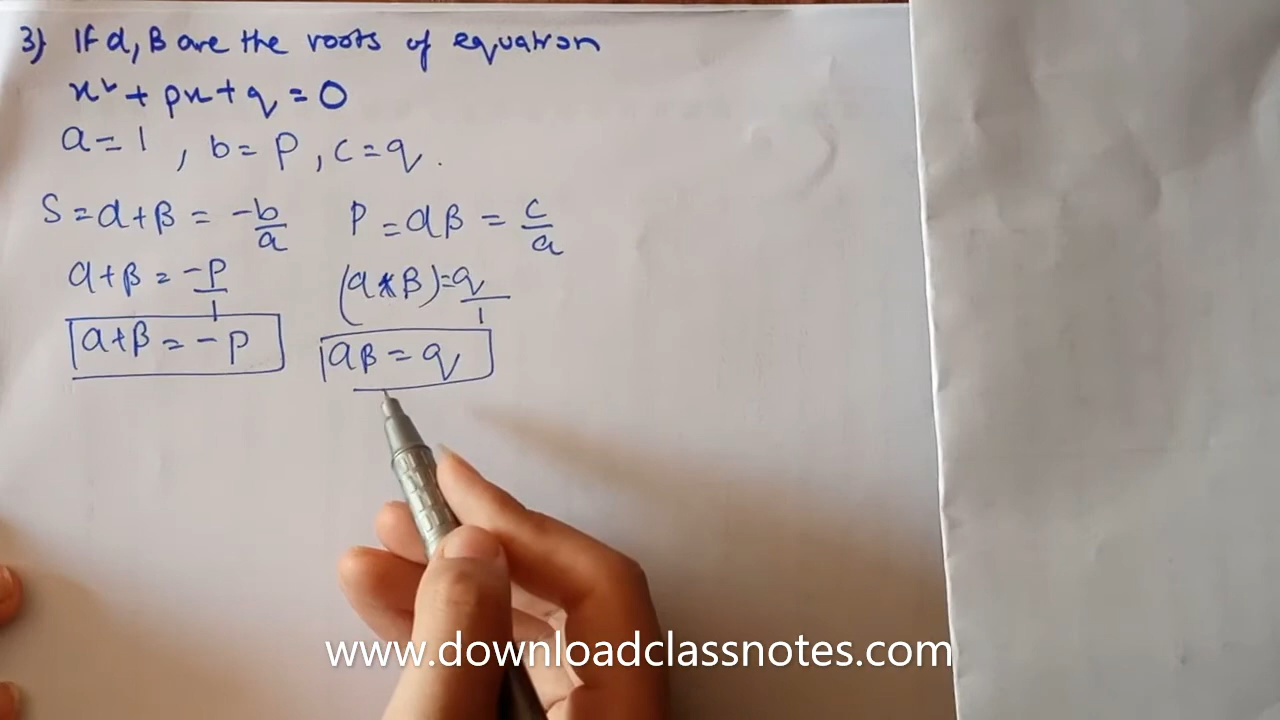 3) If α, β are the roots of equation
x² + px + q = 0
a = 1 , b = p , c = q .
S = α + β = -b/a P = αβ = c/a
α + β = -p/1 (α × β) = q/1
α + β = - p αβ = q
www.downloadclassnotes.com